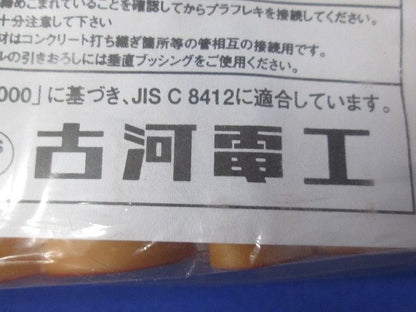 締めこまれていることを確認してからプラフレキを接続してください。
十分注意して下さい
はコンクリート打ち継ぎ箇所等の管相互の接続用です。
ルの引きおろしには垂直ブッシングをご使用ください。
000」に基づき、JIS C 8412に適合しています。
古河電工